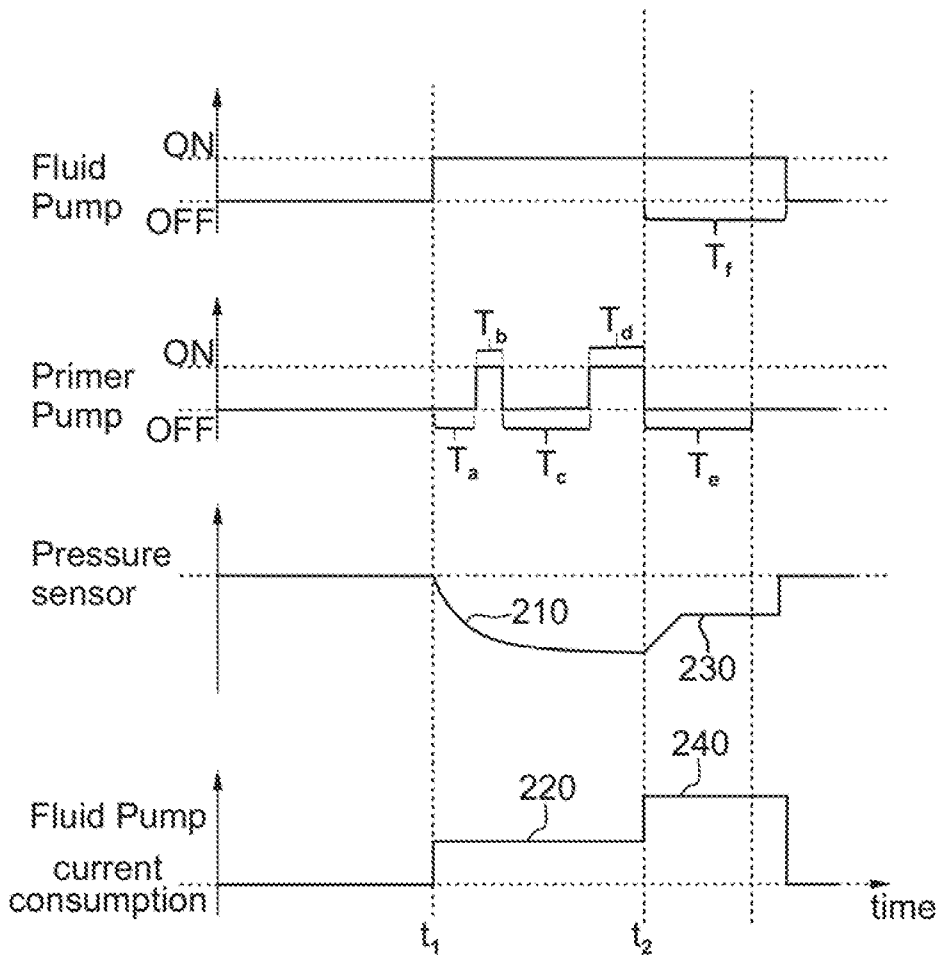 ON
Fluid
Pump
OFF
T_f
T_b
T_d
ON
Primer
Pump
OFF
T_a
T_c
T_e
Pressure
sensor
210
230
220
240
Fluid Pump
current
consumption
time
t_1
t_2